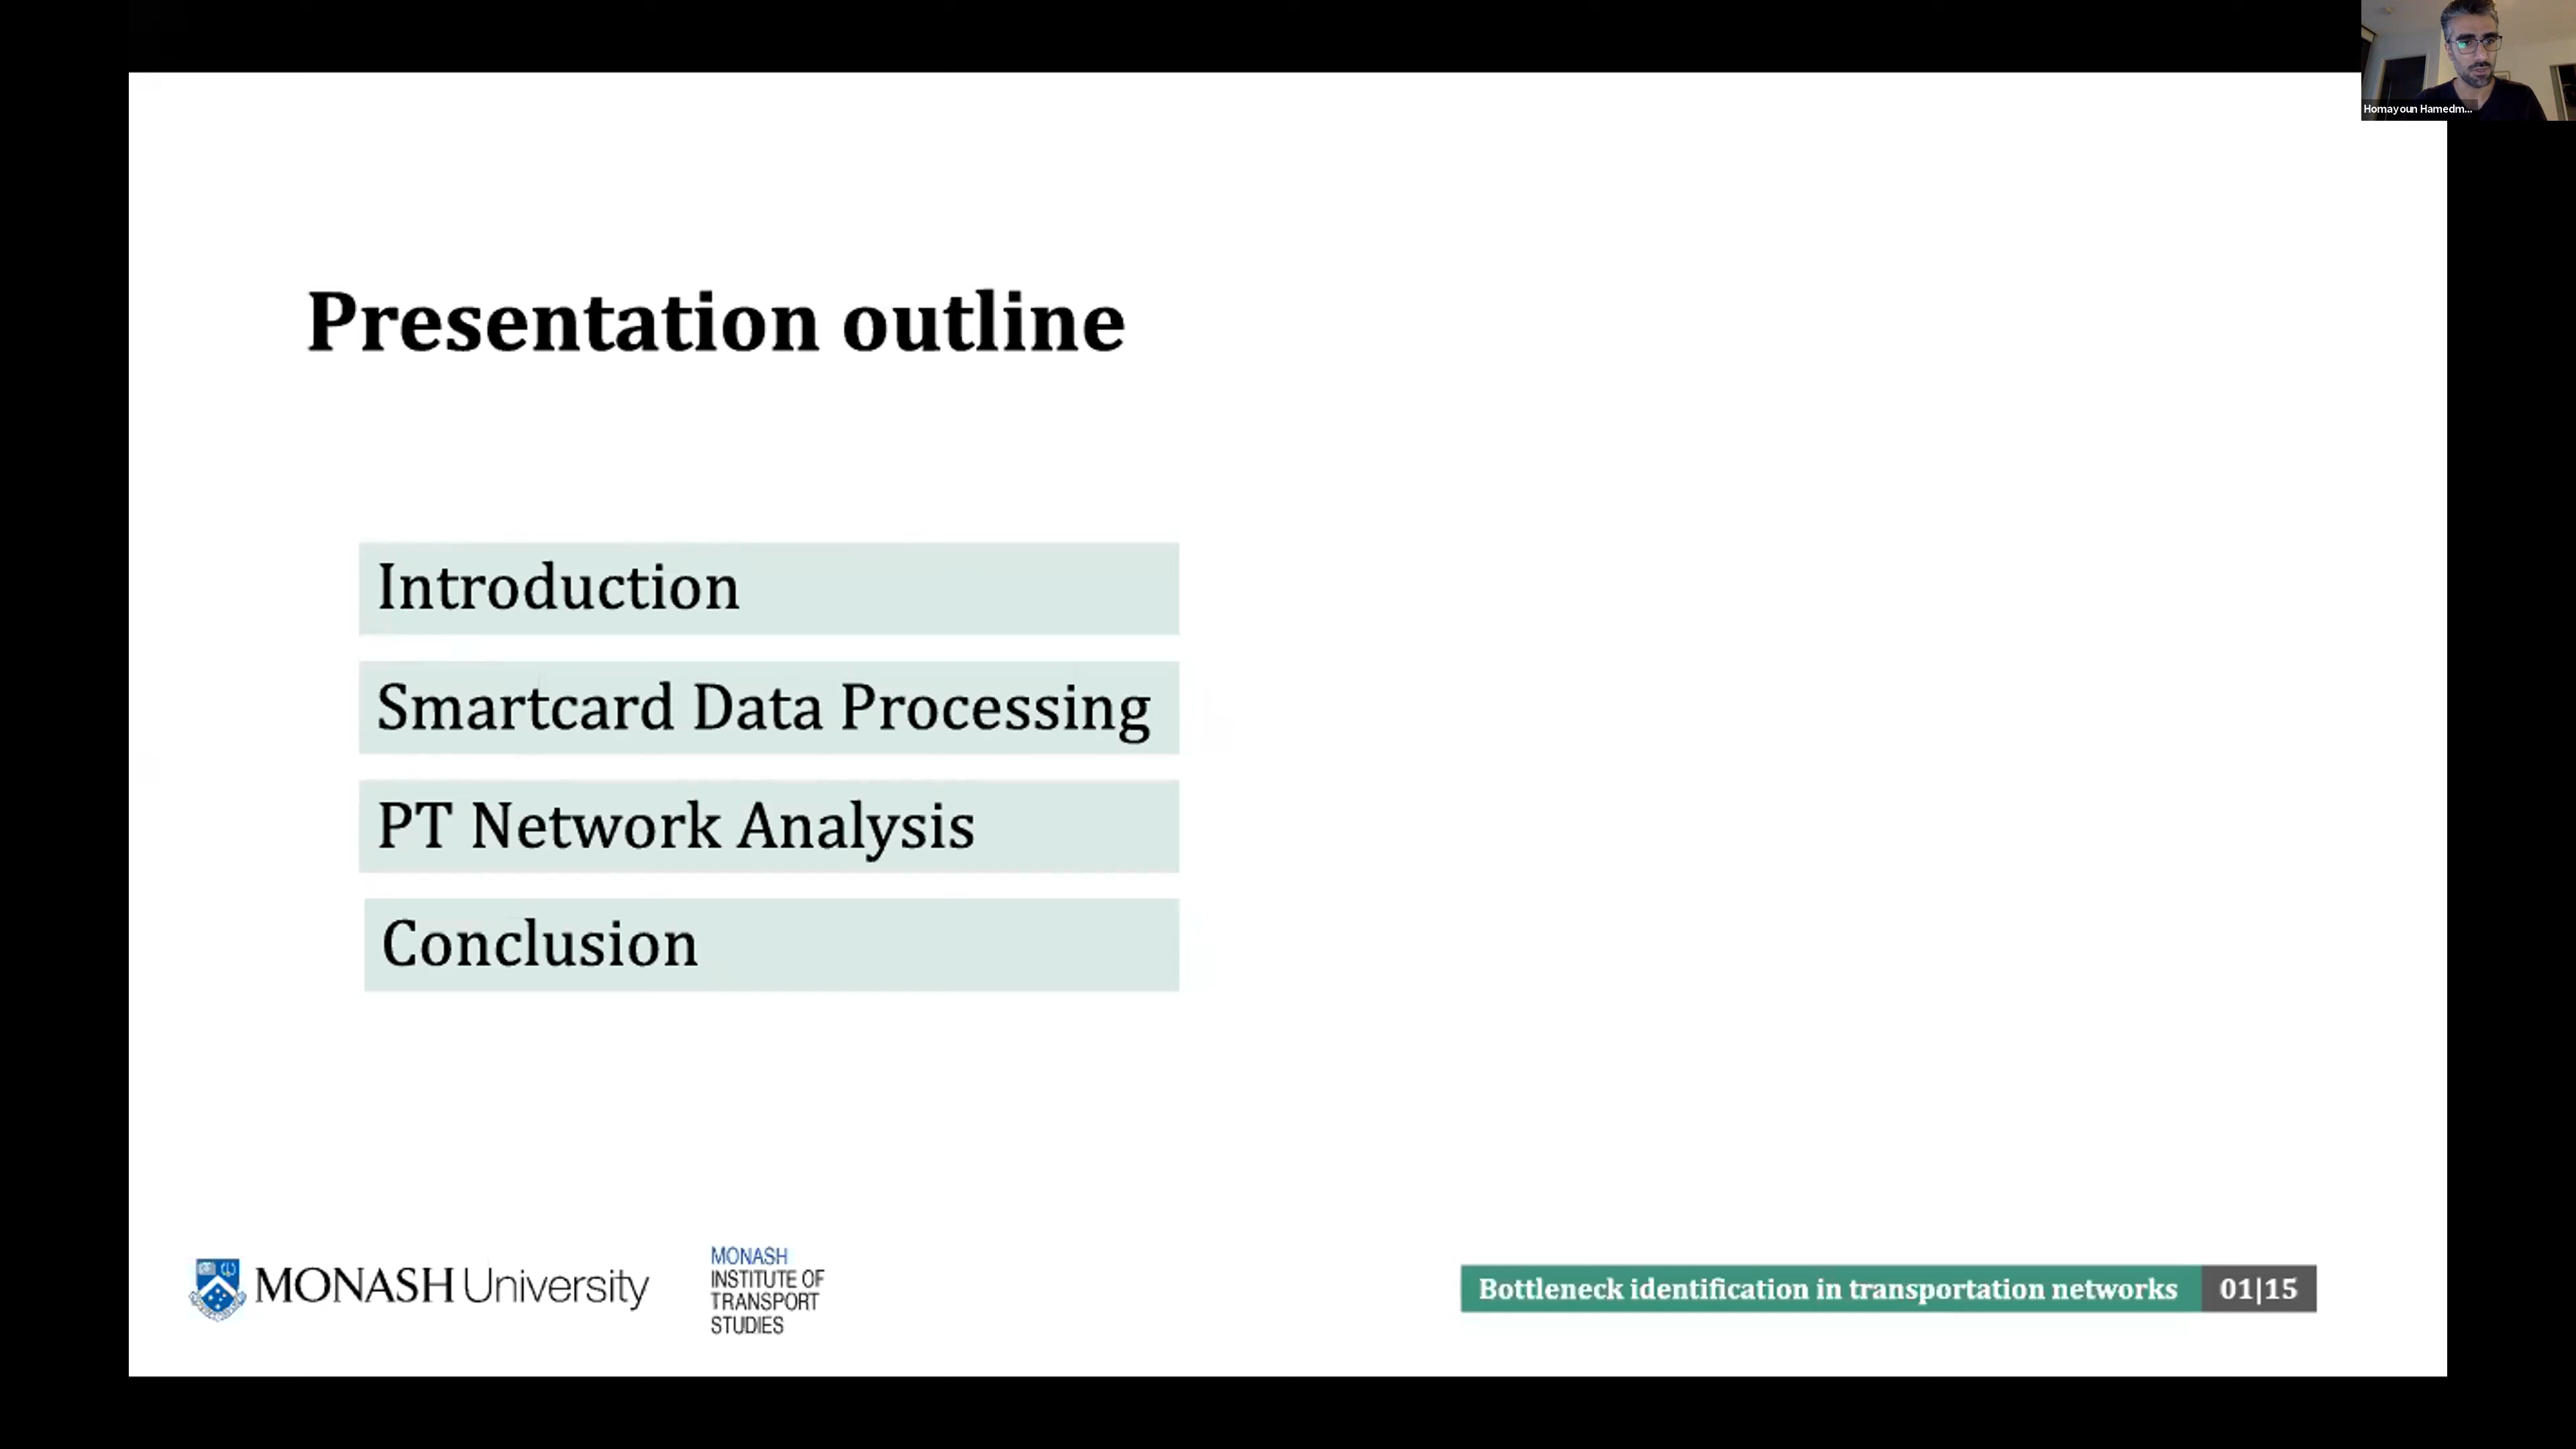 Homayoun Hamedm...
Presentation outline
Introduction
Smartcard Data Processing
PT Network Analysis
Conclusion
MONASH University
MONASH
INSTITUTE OF
TRANSPORT
STUDIES
Bottleneck identification in transportation networks 01|15